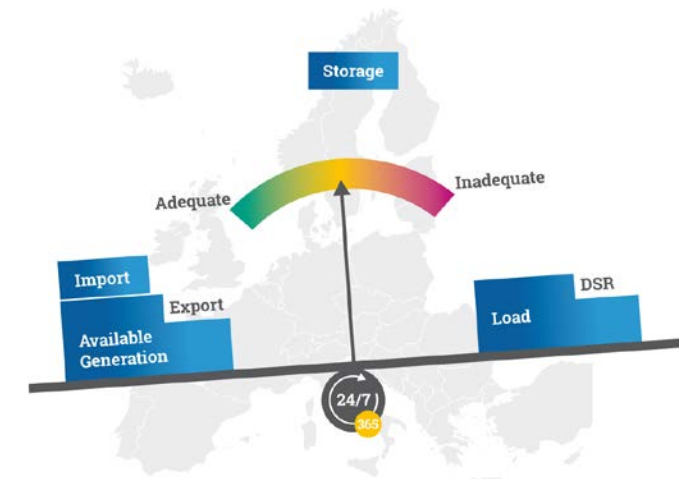 Storage
Adequate
Inadequate
Import
Export
Available
Generation
DSR
Load
24/7
365